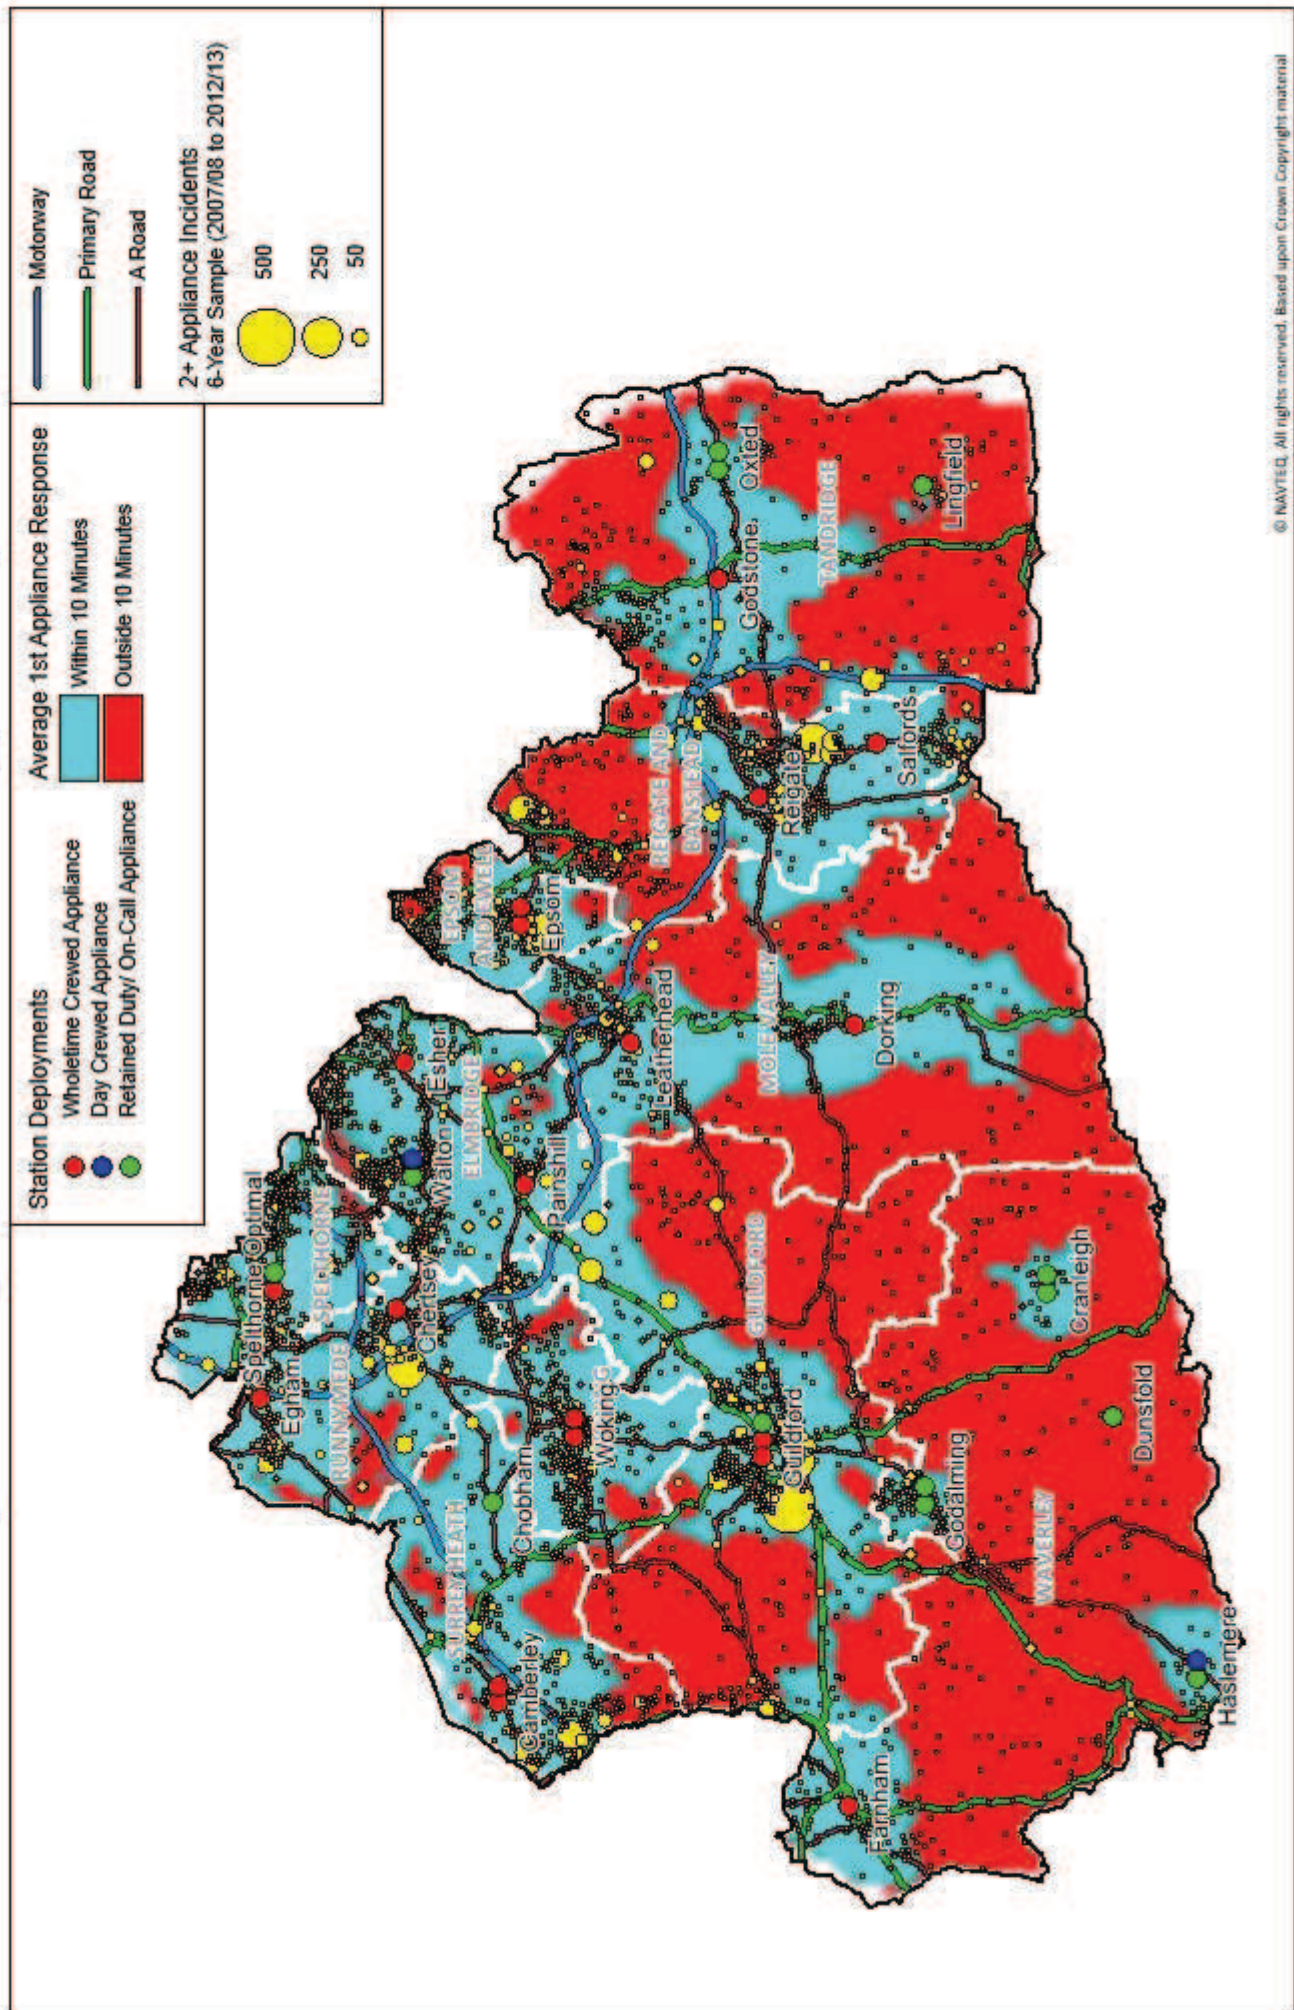 Station Deployments
Wholetime Crewed Appliance
Day Crewed Appliance
Retained Duty/ On-Call Appliance
Average 1st Appliance Response
Within 10 Minutes
Outside 10 Minutes
Motorway
Primary Road
A Road
2+ Appliance Incidents
6-Year Sample (2007/08 to 2012/13)
500
250
50
Spelthorne Optimal
SPELTHORNE
Egham
RUNNYMEDE
Chertsey
Walton
Esher
ELMBRIDGE
Painshill
EPSOM
AND EWELL
Epsom
SURREY HEATH
Chobham
Camberley
Woking
Leatherhead
REIGATE AND
BANSTEAD
Reigate
Salfords
Godstone
Oxted
TANDRIDGE
Lingfield
MOLE VALLEY
Dorking
GUILDFORD
Guildford
Farnham
Godalming
WAVERLEY
Cranleigh
Dunsfold
Haslemere
© NAVTEQ, All rights reserved. Based upon Crown Copyright material